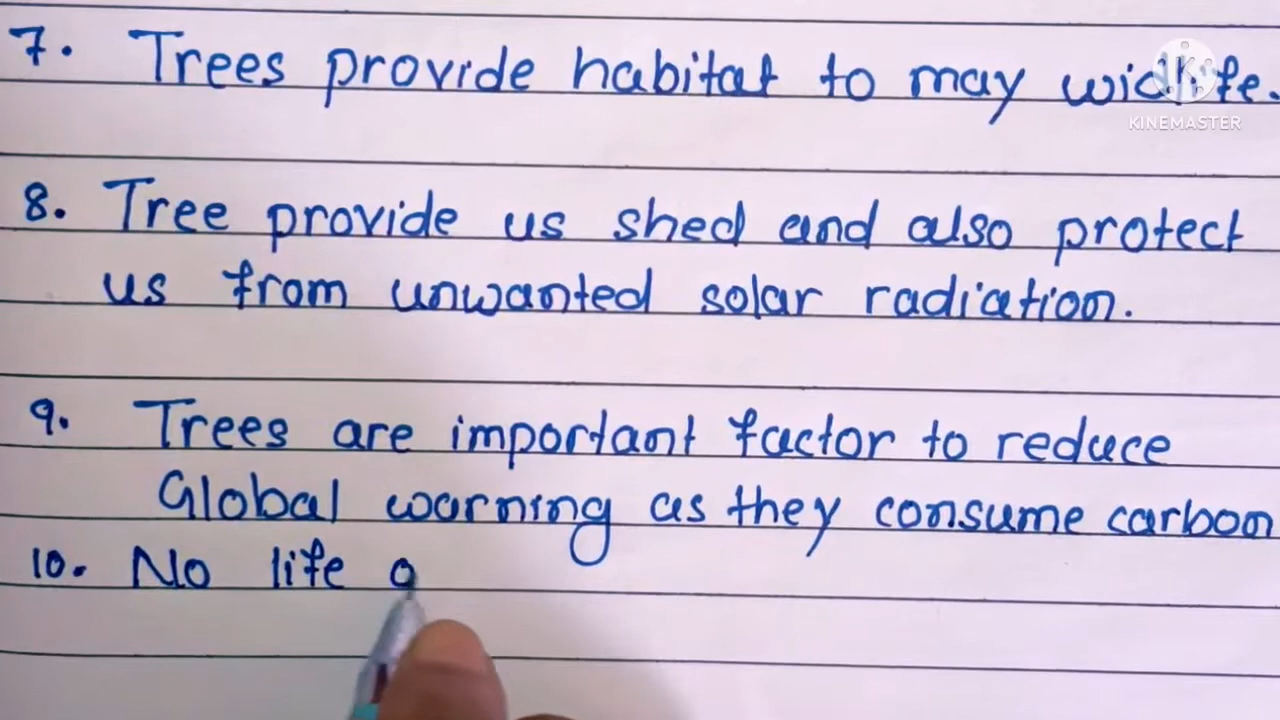 7. Trees provide habitat to may widlife.
KINEMASTER
8. Tree provide us shed and also protect
us from unwanted solar radiation.
9. Trees are important factor to reduce
Global warning as they consume carbon
10. No life o